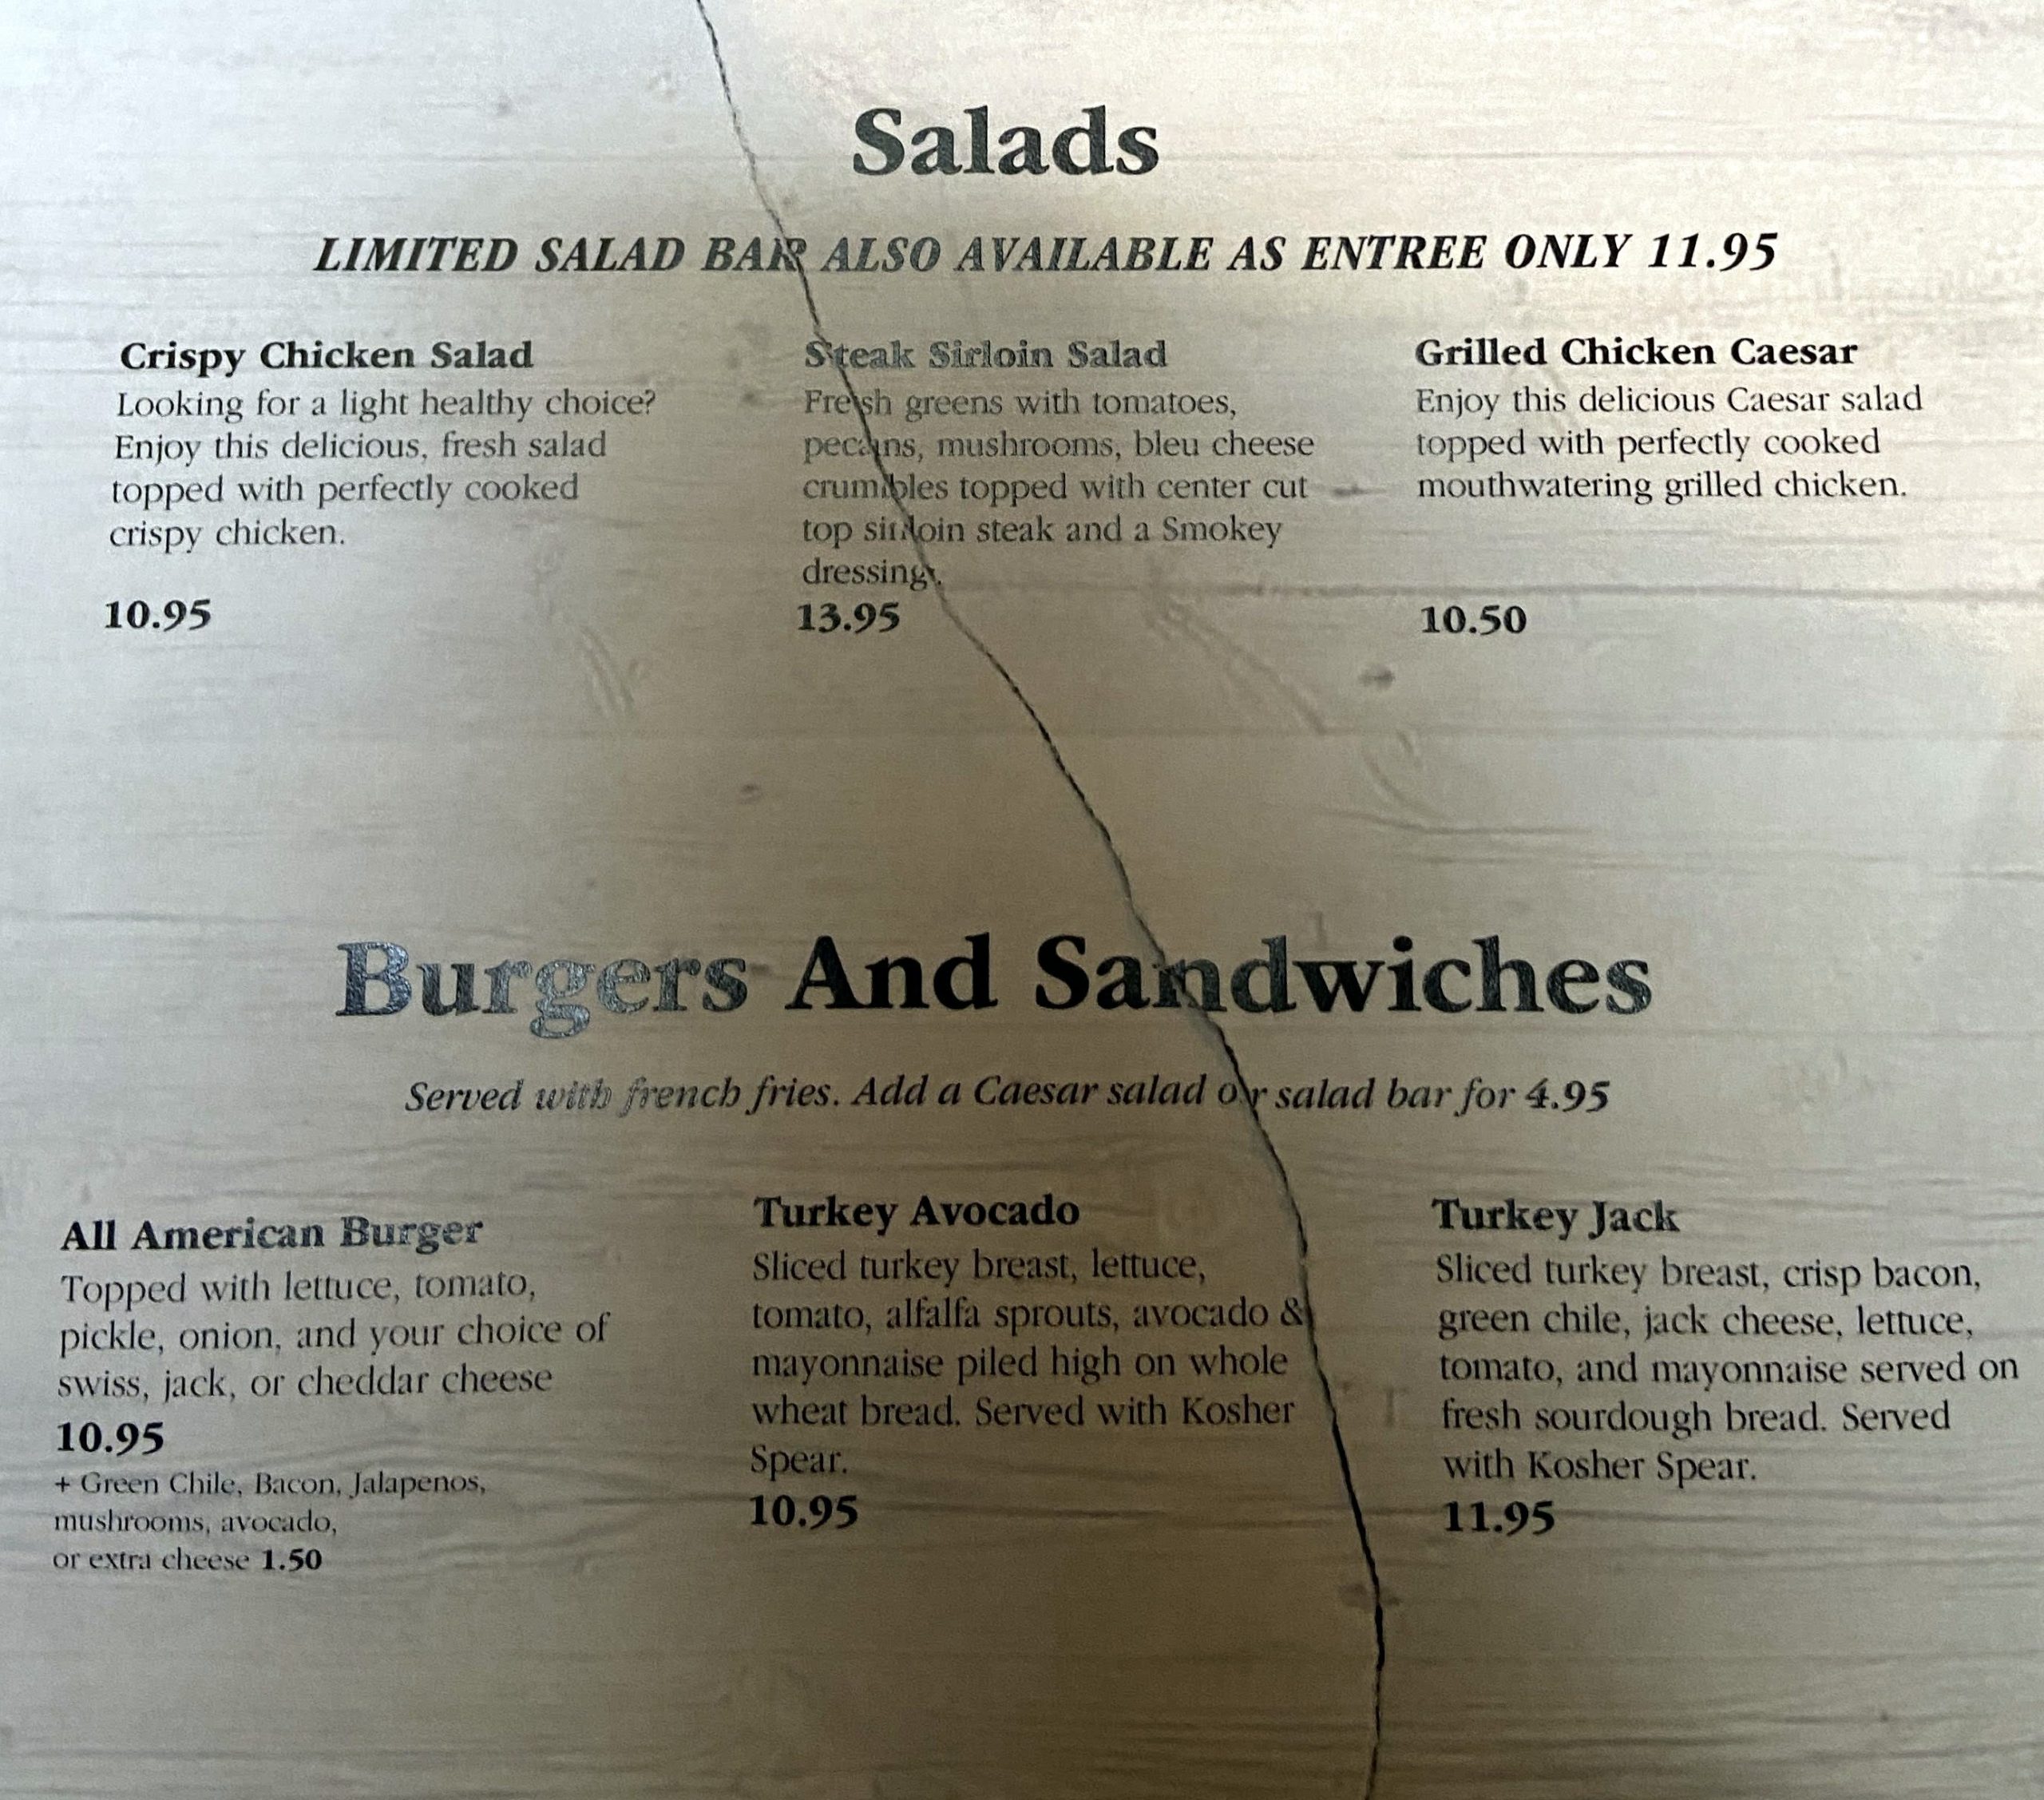 Salads
LIMITED SALAD BAR ALSO AVAILABLE AS ENTREE ONLY 11.95
Crispy Chicken Salad
Looking for a light healthy choice?
Enjoy this delicious, fresh salad
topped with perfectly cooked
crispy chicken.
10.95
Steak Sirloin Salad
Fresh greens with tomatoes,
pecans, mushrooms, bleu cheese
crumbles topped with center cut
top sirloin steak and a Smokey
dressing.
13.95
Grilled Chicken Caesar
Enjoy this delicious Caesar salad
topped with perfectly cooked
mouthwatering grilled chicken.
10.50
Burgers And Sandwiches
Served with french fries. Add a Caesar salad or salad bar for 4.95
All American Burger
Topped with lettuce, tomato,
pickle, onion, and your choice of
swiss, jack, or cheddar cheese
10.95
+ Green Chile, Bacon, Jalapenos,
mushrooms, avocado,
or extra cheese 1.50
Turkey Avocado
Sliced turkey breast, lettuce,
tomato, alfalfa sprouts, avocado &
mayonnaise piled high on whole
wheat bread. Served with Kosher
Spear.
10.95
Turkey Jack
Sliced turkey breast, crisp bacon,
green chile, jack cheese, lettuce,
tomato, and mayonnaise served on
fresh sourdough bread. Served
with Kosher Spear.
11.95